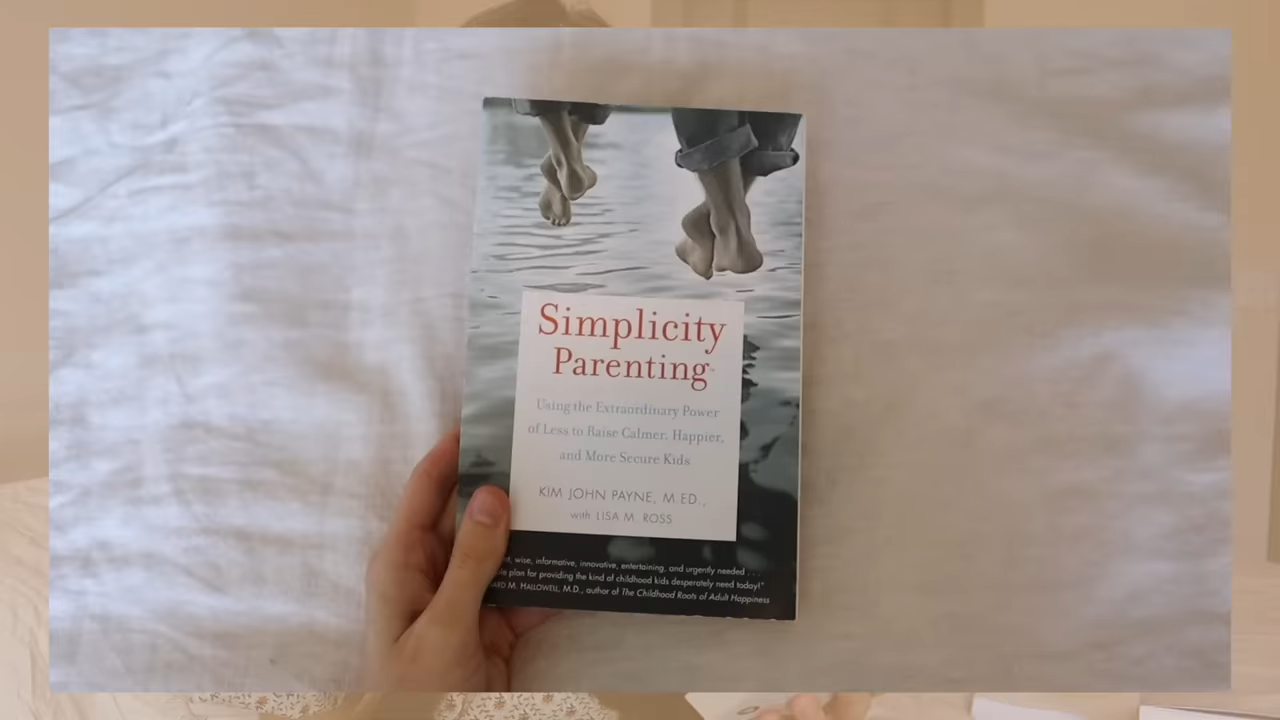 Simplicity
Parenting
Using the Extraordinary Power
of Less to Raise Calmer, Happier,
and More Secure Kids
KIM JOHN PAYNE, M.ED.,
with LISA M. ROSS
wise, informative, innovative, entertaining, and urgently needed . . .
plan for providing the kind of childhood kids desperately need today!"
M. HALLOWELL, M.D., author of The Childhood Roots of Adult Happiness